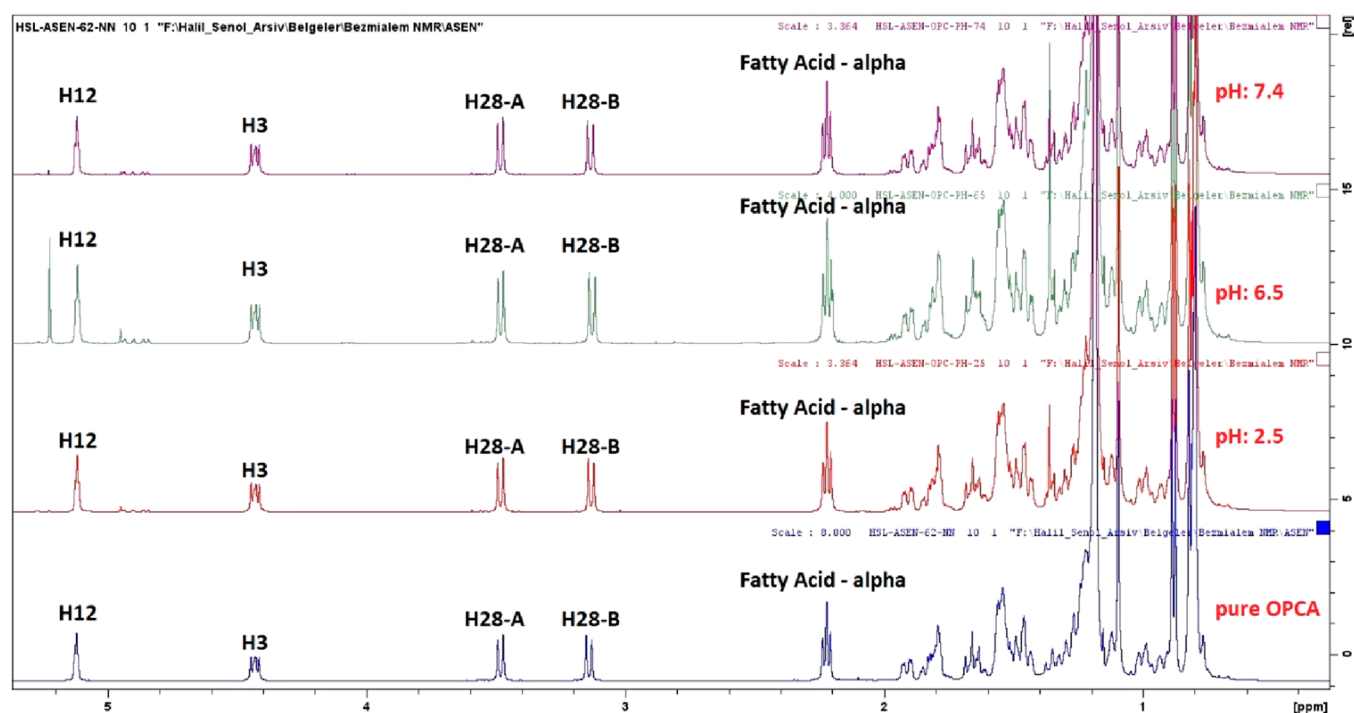 HSL-ASEN-62-NN 10 1 "F:\Halil_Senol_Arsiv\Belgeler\Bezmialem NMR\ASEN"
Scale : 3.364 HSL-ASEN-OPC-PH-74 10 1 "F:\Halil_Senol_Arsiv\Belgeler\Bezmialem NMR"
[rel]
Fatty Acid - alpha
H12
H3
H28-A
H28-B
pH: 7.4
15
Scale : 4.000 HSL-ASEN-OPC-PH-65 10 1 "F:\Halil_Senol_Arsiv\Belgeler\Bezmialem NMR"
Fatty Acid - alpha
H12
H3
H28-A
H28-B
pH: 6.5
10
Scale : 3.364 HSL-ASEN-OPC-PH-25 10 1 "F:\Halil_Senol_Arsiv\Belgeler\Bezmialem NMR"
Fatty Acid - alpha
H12
H3
H28-A
H28-B
pH: 2.5
5
Scale : 8.000 HSL-ASEN-62-NN 10 1 "F:\Halil_Senol_Arsiv\Belgeler\Bezmialem NMR\ASEN"
Fatty Acid - alpha
H12
H3
H28-A
H28-B
pure OPCA
0
5 4 3 2 1 [ppm]